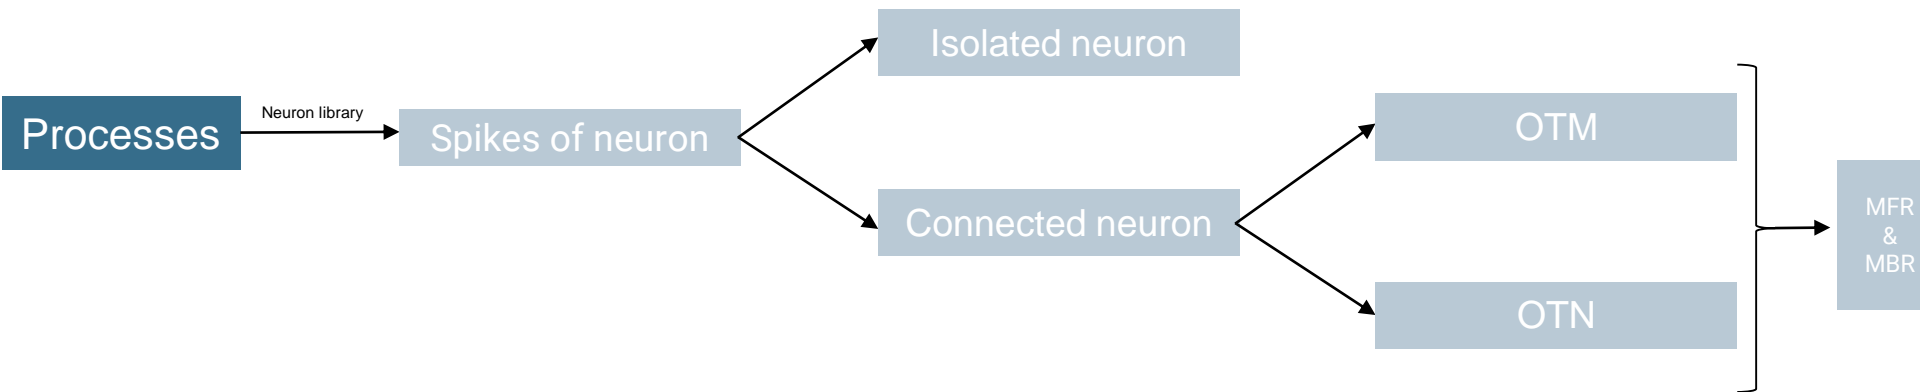 Processes
Neuron library
Spikes of neuron
Isolated neuron
Connected neuron
OTM
OTN
MFR
&
MBR